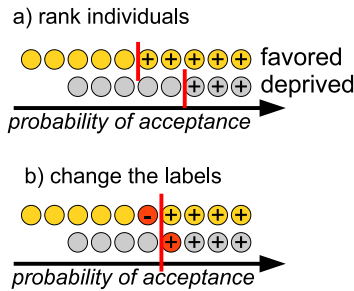 a) rank individuals
+ + + + + favored
+ + + deprived
probability of acceptance
b) change the labels
- + + + +
+ + + +
probability of acceptance